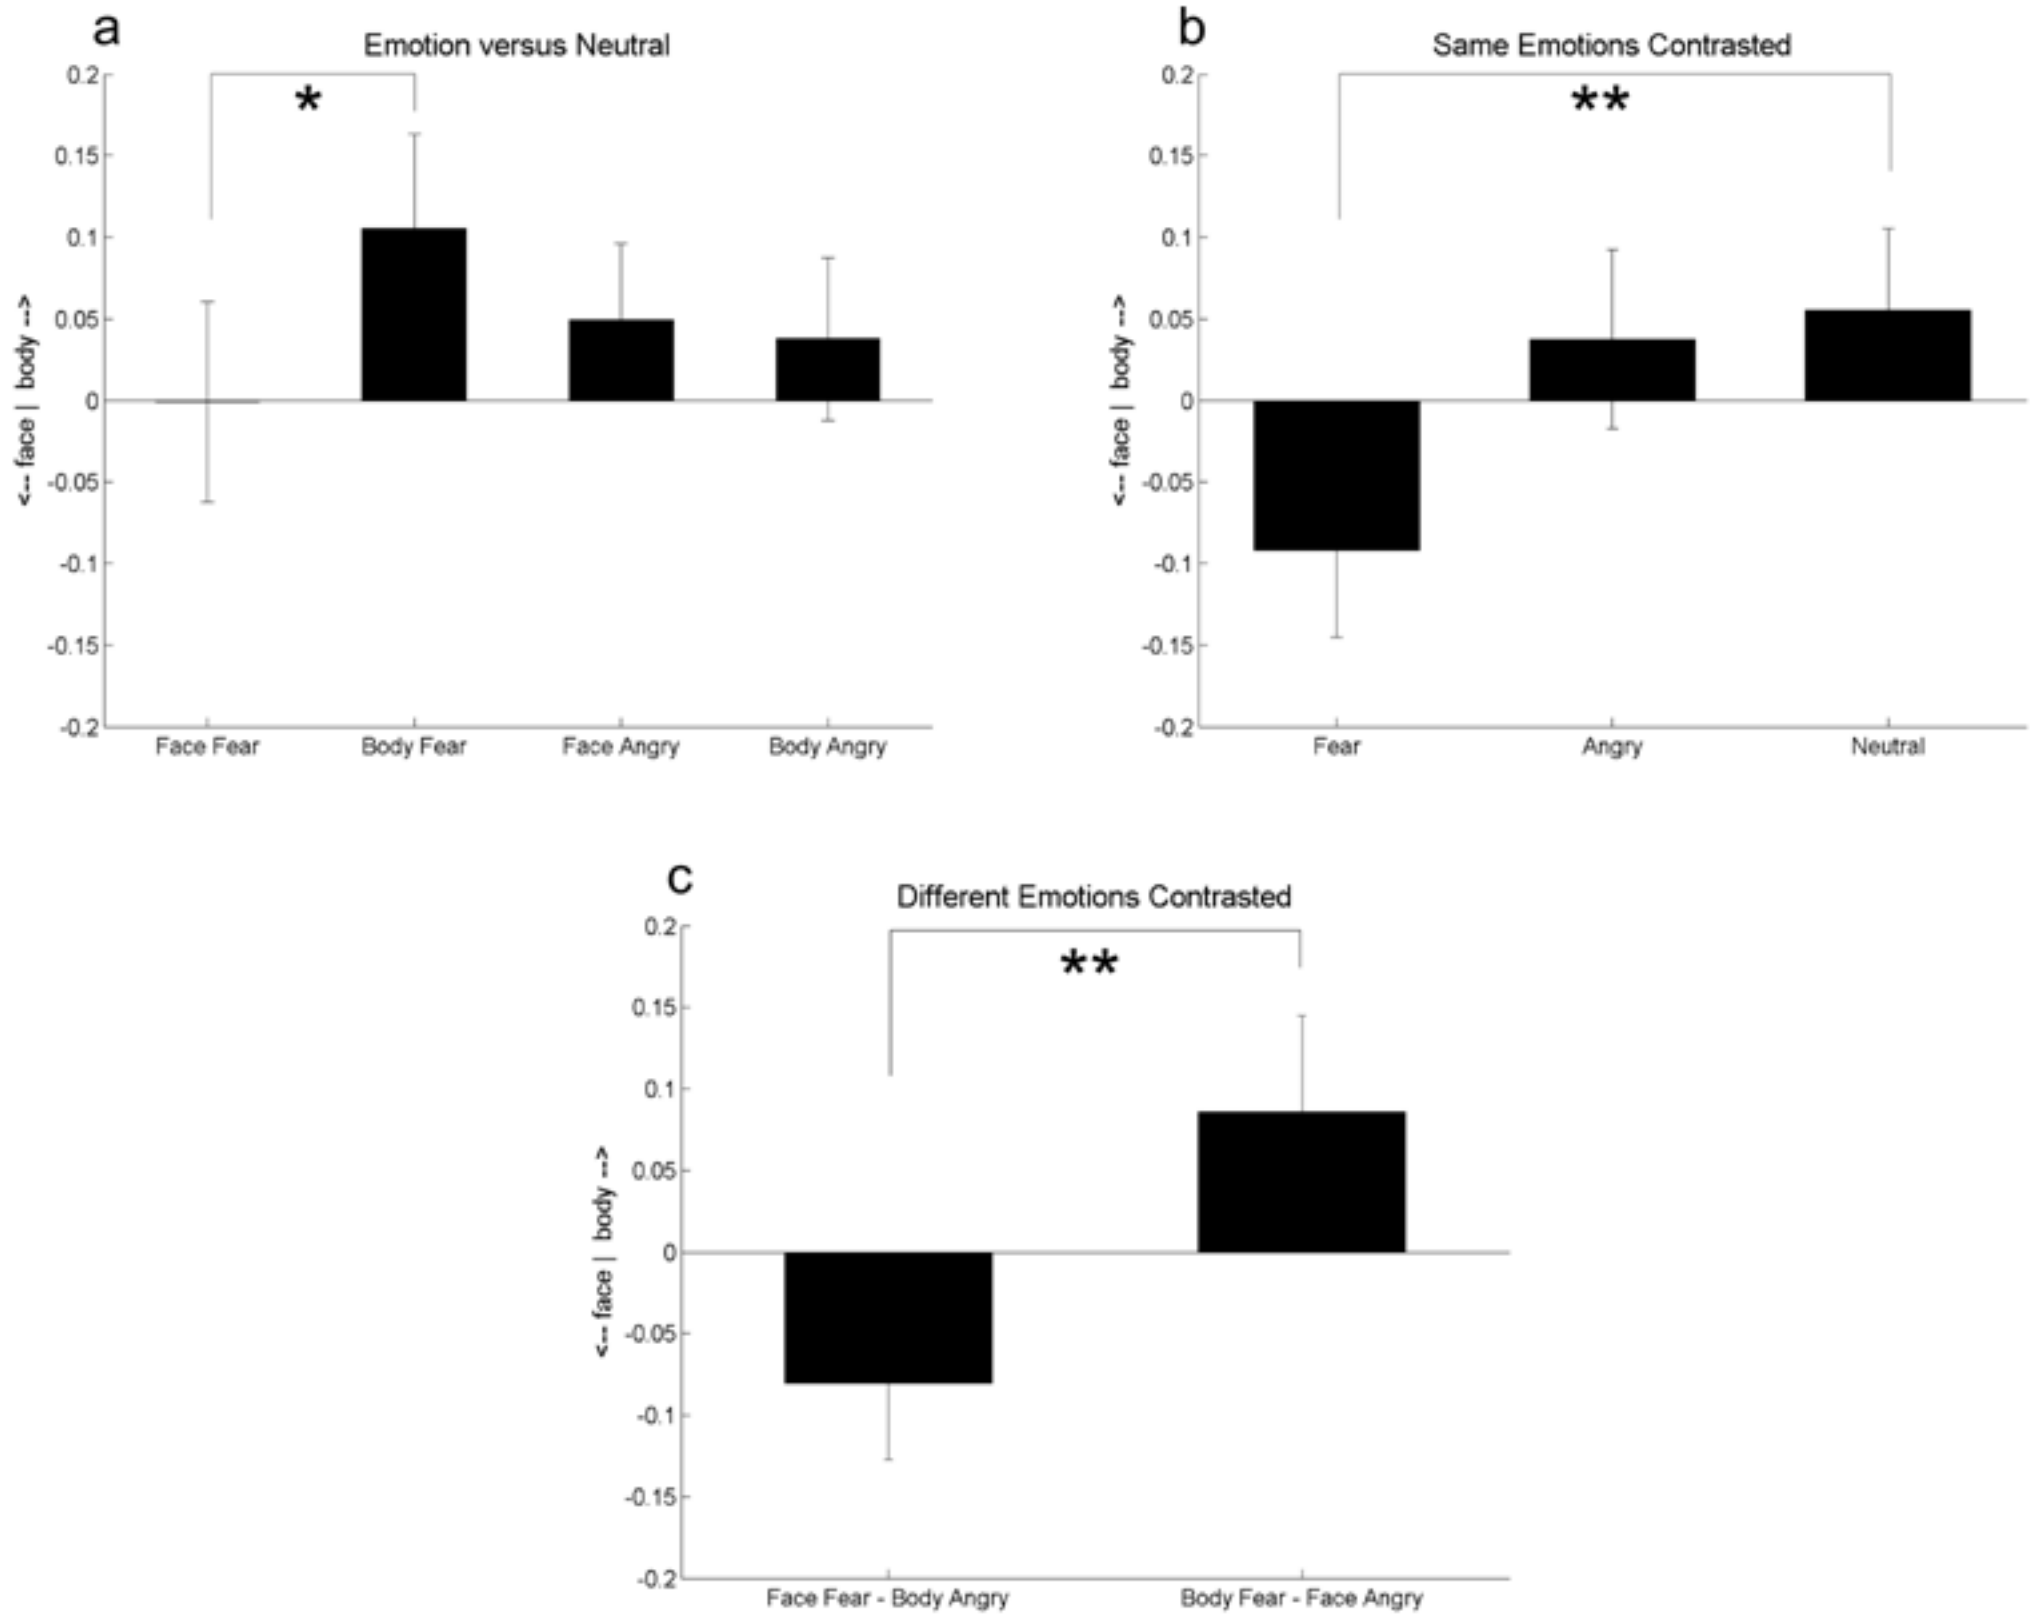 a
Emotion versus Neutral
*
0.2
0.15
0.1
0.05
0
-0.05
-0.1
-0.15
-0.2
<-- face | body -->
Face Fear
Body Fear
Face Angry
Body Angry
b
Same Emotions Contrasted
**
0.2
0.15
0.1
0.05
0
-0.05
-0.1
-0.15
-0.2
<-- face | body -->
Fear
Angry
Neutral
c
Different Emotions Contrasted
**
0.2
0.15
0.1
0.05
0
-0.05
-0.1
-0.15
-0.2
<-- face | body -->
Face Fear - Body Angry
Body Fear - Face Angry